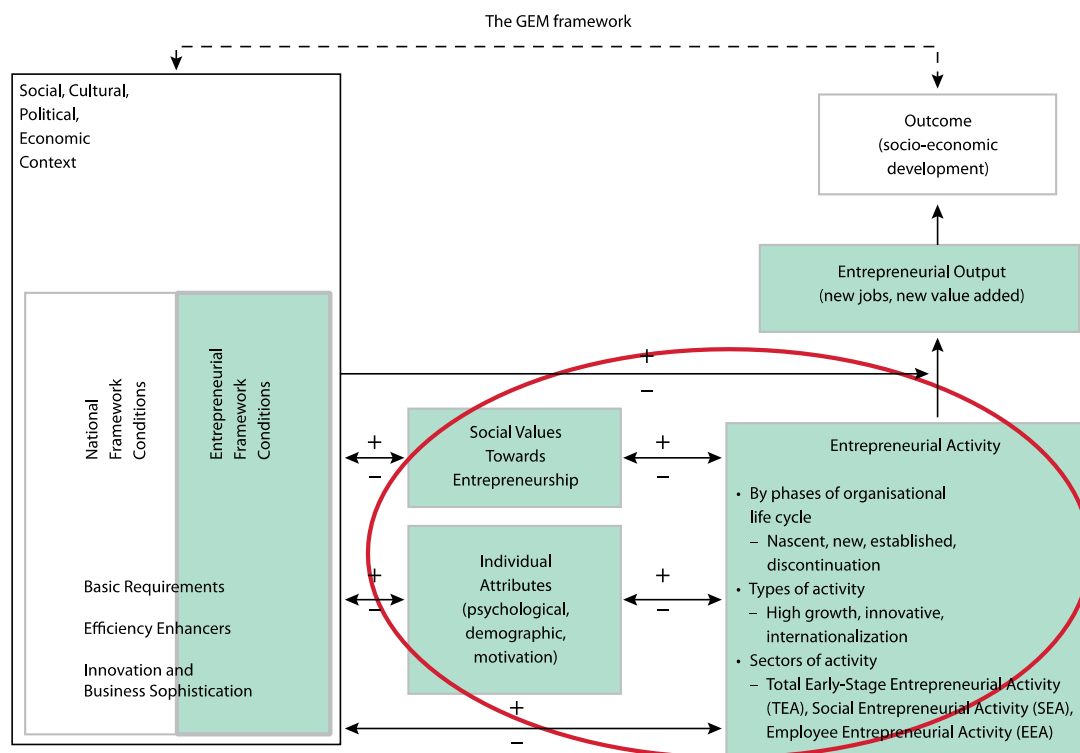 The GEM framework
Social, Cultural,
Political,
Economic
Context
Outcome
(socio-economic
development)
Entrepreneurial Output
(new jobs, new value added)
National
Framework
Conditions
Entrepreneurial
Framework
Conditions
Basic Requirements
Efficiency Enhancers
Innovation and
Business Sophistication
+
–
+
–
Social Values
Towards
Entrepreneurship
+
–
+
–
Individual
Attributes
(psychological,
demographic,
motivation)
+
–
+
–
Entrepreneurial Activity
• By phases of organisational
life cycle
– Nascent, new, established,
discontinuation
• Types of activity
– High growth, innovative,
internationalization
• Sectors of activity
– Total Early-Stage Entrepreneurial Activity
(TEA), Social Entrepreneurial Activity (SEA),
Employee Entrepreneurial Activity (EEA)